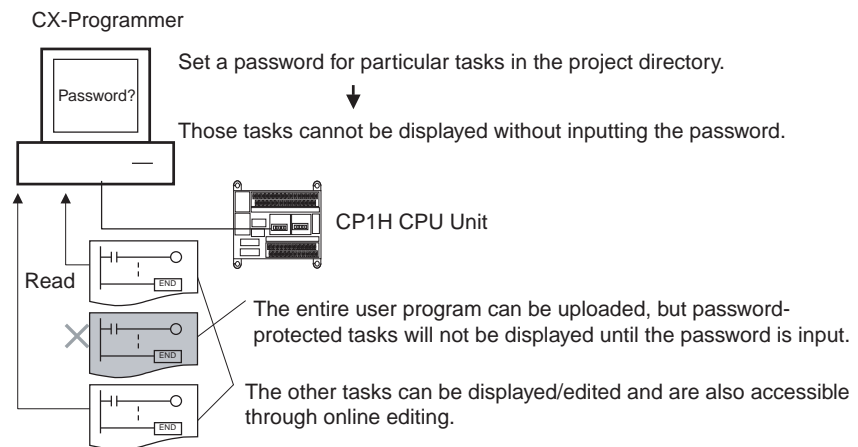 CX-Programmer
Set a password for particular tasks in the project directory.
Password?
Those tasks cannot be displayed without inputting the password.
CP1H CPU Unit
Read
END
The entire user program can be uploaded, but password-
protected tasks will not be displayed until the password is input.
END
The other tasks can be displayed/edited and are also accessible
through online editing.
END